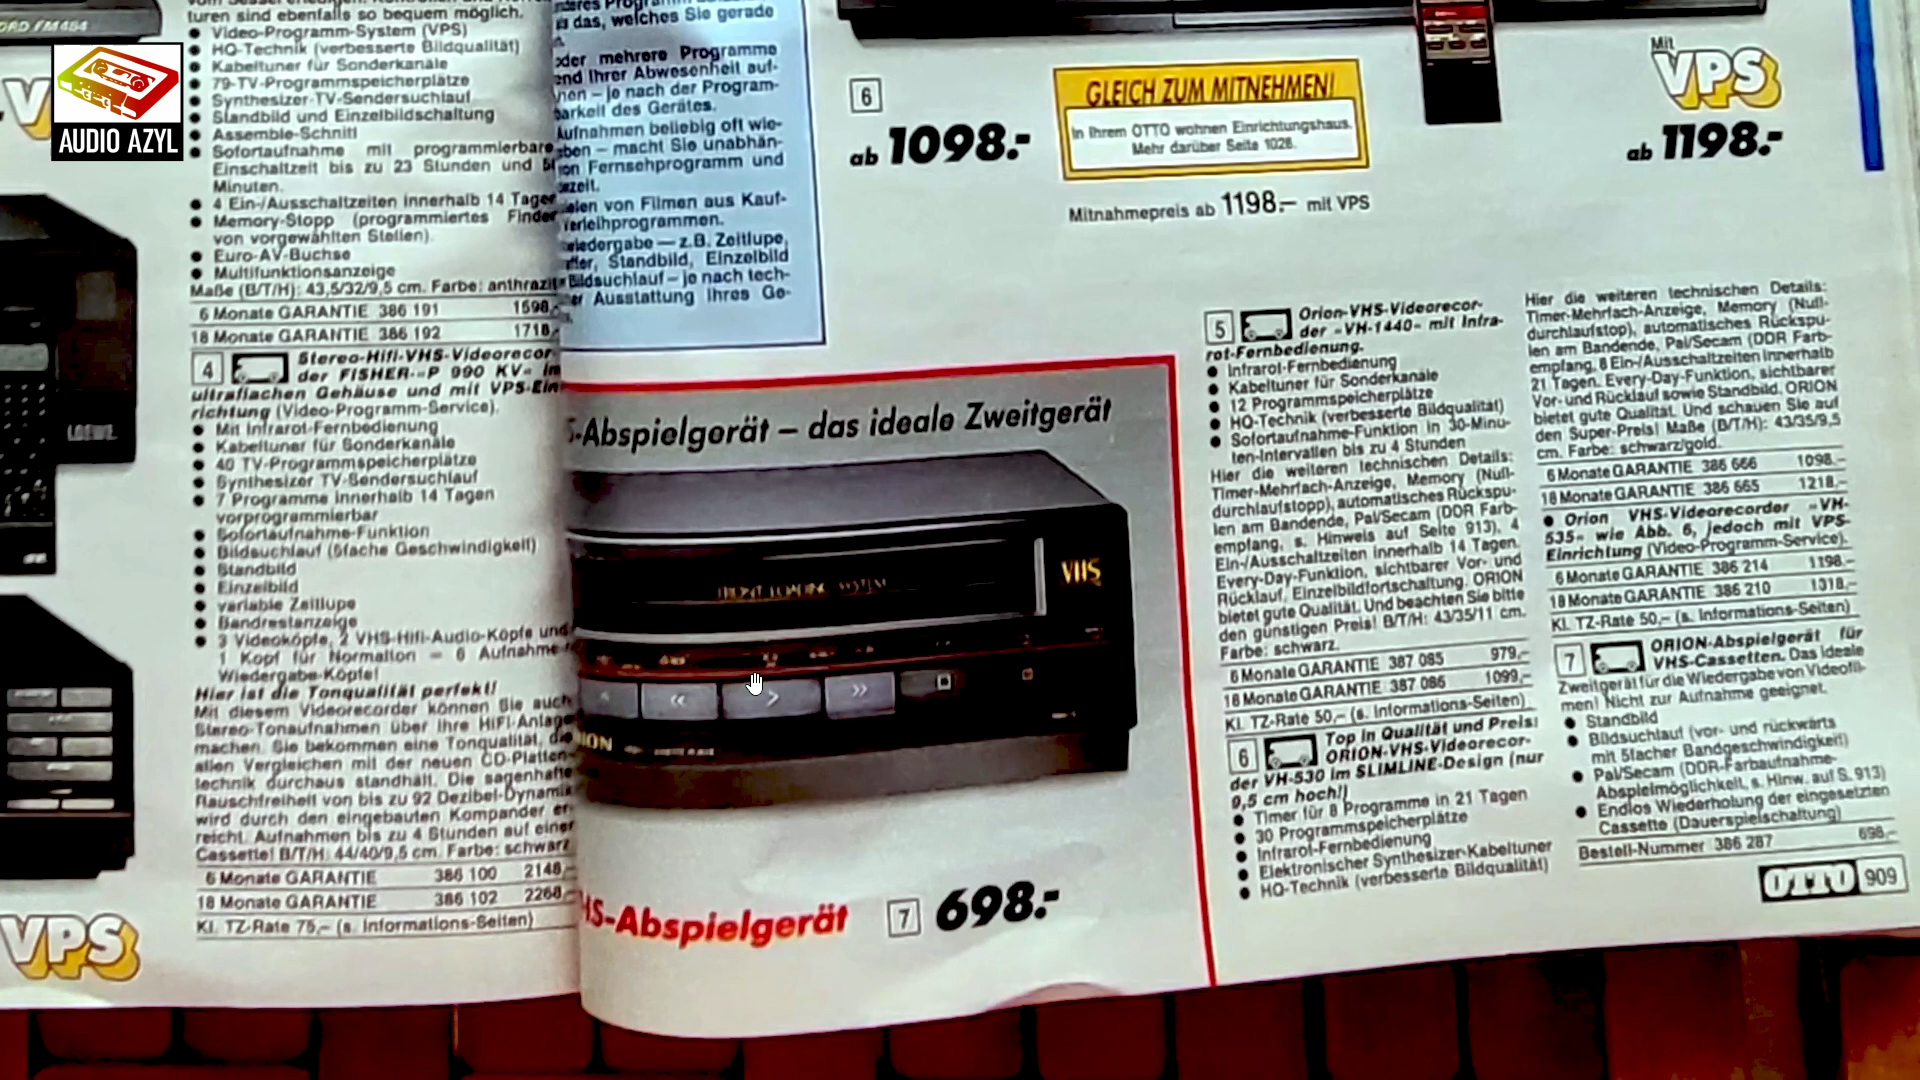 ORD FM464
AUDIO AZYL
turen sind ebenfalls so bequem möglich.
● Video-Programm-System (VPS)
● HQ-Technik (verbesserte Bildqualität)
● Kabeltuner für Sonderkanäle
● 79-TV-Programmspeicherplätze
● Synthesizer-TV-Sendersuchlauf
● Standbild und Einzelbildschaltung
● Assemble-Schnitt
● Sofortaufnahme mit programmierbarer
Einschaltzeit bis zu 23 Stunden und
Minuten.
● 4 Ein-/Ausschaltzeiten innerhalb 14 Tagen
● Memory-Stopp (programmiertes Finden
von vorgewählten Stellen).
● Euro-AV-Buchse
● Multifunktionsanzeige
Maße (B/T/H): 43,5/32/9,5 cm. Farbe: anthrazit
6 Monate GARANTIE 386 191 1598,-
18 Monate GARANTIE 386 192 1718,-
4 Stereo-Hifi-VHS-Videorecor-
der FISHER-»P 990 KV« im
ultraflachen Gehäuse und mit VPS-Ein-
richtung (Video-Programm-Service).
● Mit Infrarot-Fernbedienung
● Kabeltuner für Sonderkanäle
● 40 TV-Programmspeicherplätze
● Synthesizer TV-Sendersuchlauf
● 7 Programme innerhalb 14 Tagen
vorprogrammierbar
● Sofortaufnahme-Funktion
● Bildsuchlauf (5fache Geschwindigkeit)
● Standbild
● Einzelbild
● variable Zeitlupe
● Bandrestanzeige
● 3 Videoköpfe, 2 VHS-Hifi-Audio-Köpfe und
1 Kopf für Normalton = 6 Aufnahme-
Wiedergabe-Köpfe!
Hier ist die Tonqualität perfekt!
Mit diesem Videorecorder können Sie auch
Stereo-Tonaufnahmen über Ihre HiFi-Anlage
machen. Sie bekommen eine Tonqualität, die
allen Vergleichen mit der neuen CD-Platten-
technik durchaus standhält. Die sagenhafte
Rauschfreiheit von bis zu 92 Dezibel-Dynamik
wird durch den eingebauten Kompander er-
reicht. Aufnahmen bis zu 4 Stunden auf einer
Cassette! B/T/H: 44/40/9,5 cm. Farbe: schwarz
6 Monate GARANTIE 386 100 2148,-
18 Monate GARANTIE 386 102 2268,-
Kl. TZ-Rate 75,- (s. Informations-Seiten)
LOEWE
VPS
das, welches Sie gerade
oder mehrere Programme
end Ihrer Abwesenheit auf-
nen – je nach der Program-
barkeit des Gerätes.
Aufnahmen beliebig oft wie-
ben – macht Sie unabhän-
on Fernsehprogramm und
ezeit.
elen von Filmen aus Kauf-
Verleihprogrammen.
wiedergabe – z.B. Zeitlupe,
ffer, Standbild, Einzelbild
Bildsuchlauf – je nach tech-
er Ausstattung Ihres Ge-
6
ab 1098.-
GLEICH ZUM MITNEHMEN!
In Ihrem OTTO wohnen Einrichtungshaus.
Mehr darüber Seite 1028.
Mitnahmepreis ab 1198.– mit VPS
Mit
VPS
ab 1198.-
S-Abspielgerät – das ideale Zweitgerät
FRONT LOADING SYSTEM
VHS
ION
HS-Abspielgerät 7 698.-
5 Orion-VHS-Videorecor-
der »VH-1440« mit Infra-
rot-Fernbedienung.
● Infrarot-Fernbedienung
● Kabeltuner für Sonderkanäle
● 12 Programmspeicherplätze
● HQ-Technik (verbesserte Bildqualität)
● Sofortaufnahme-Funktion in 30-Minu-
ten-Intervallen bis zu 4 Stunden
Hier die weiteren technischen Details:
Timer-Mehrfach-Anzeige, Memory (Null-
durchlaufstopp), automatisches Rückspu-
len am Bandende, Pal/Secam (DDR Farb-
empfang, s. Hinweis auf Seite 913), 4
Ein-/Ausschaltzeiten innerhalb 14 Tagen.
Every-Day-Funktion, sichtbarer Vor- und
Rücklauf, Einzelbildfortschaltung. ORION
bietet gute Qualität. Und beachten Sie bitte
den günstigen Preis! B/T/H: 43/35/11 cm.
Farbe: schwarz.
6 Monate GARANTIE 387 085 979,-
18 Monate GARANTIE 387 086 1099,-
Kl. TZ-Rate 50,- (s. Informations-Seiten)
6 Top in Qualität und Preis!
ORION-VHS-Videorecor-
der VH-530 im SLIMLINE-Design (nur
9,5 cm hoch!)
● Timer für 8 Programme in 21 Tagen
● 30 Programmspeicherplätze
● Infrarot-Fernbedienung
● Elektronischer Synthesizer-Kabeltuner
● HQ-Technik (verbesserte Bildqualität)
Hier die weiteren technischen Details:
Timer-Mehrfach-Anzeige, Memory (Null-
durchlaufstop), automatisches Rückspu-
len am Bandende, Pal/Secam (DDR Farb-
empfang, 8 Ein-/Ausschaltzeiten innerhalb
21 Tagen. Every-Day-Funktion, sichtbarer
Vor- und Rücklauf sowie Standbild. ORION
bietet gute Qualität. Und schauen Sie auf
den Super-Preis! Maße (B/T/H): 43/35/9,5
cm. Farbe: schwarz/gold.
6 Monate GARANTIE 386 666 1098,-
18 Monate GARANTIE 386 665 1218,-
● Orion VHS-Videorecorder »VH-
535« wie Abb. 6, jedoch mit VPS-
Einrichtung (Video-Programm-Service).
6 Monate GARANTIE 386 214 1198,-
18 Monate GARANTIE 386 210 1318,-
Kl. TZ-Rate 50,- (s. Informations-Seiten)
7 ORION-Abspielgerät für
VHS-Cassetten. Das ideale
Zweitgerät für die Wiedergabe von Videofil-
men! Nicht zur Aufnahme geeignet.
● Standbild
● Bildsuchlauf (vor- und rückwärts
mit 5facher Bandgeschwindigkeit)
● Pal/Secam (DDR-Farbaufnahme-
Abspielmöglichkeit, s. Hinw. auf S. 913)
● Endlos Wiederholung der eingesetzten
Cassette (Dauerspielschaltung)
Bestell-Nummer 386 287 698,-
OTTO 909